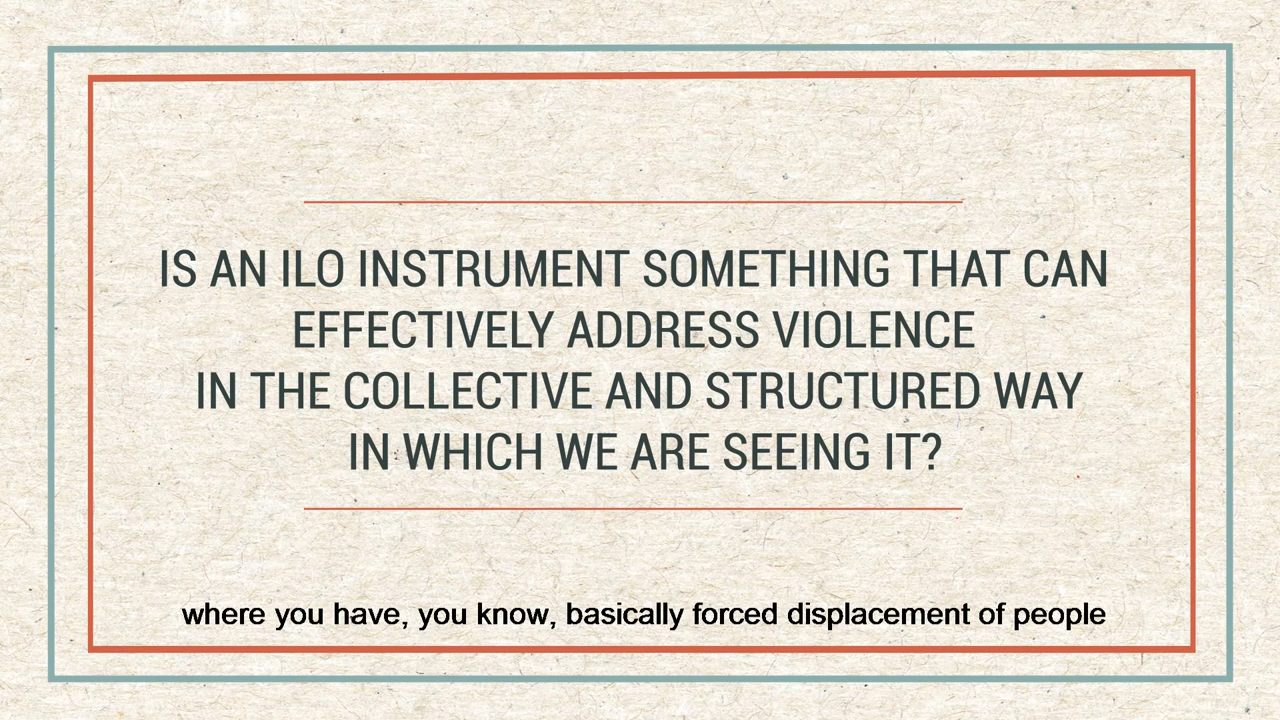 IS AN ILO INSTRUMENT SOMETHING THAT CAN
EFFECTIVELY ADDRESS VIOLENCE
IN THE COLLECTIVE AND STRUCTURED WAY
IN WHICH WE ARE SEEING IT?
where you have, you know, basically forced displacement of people